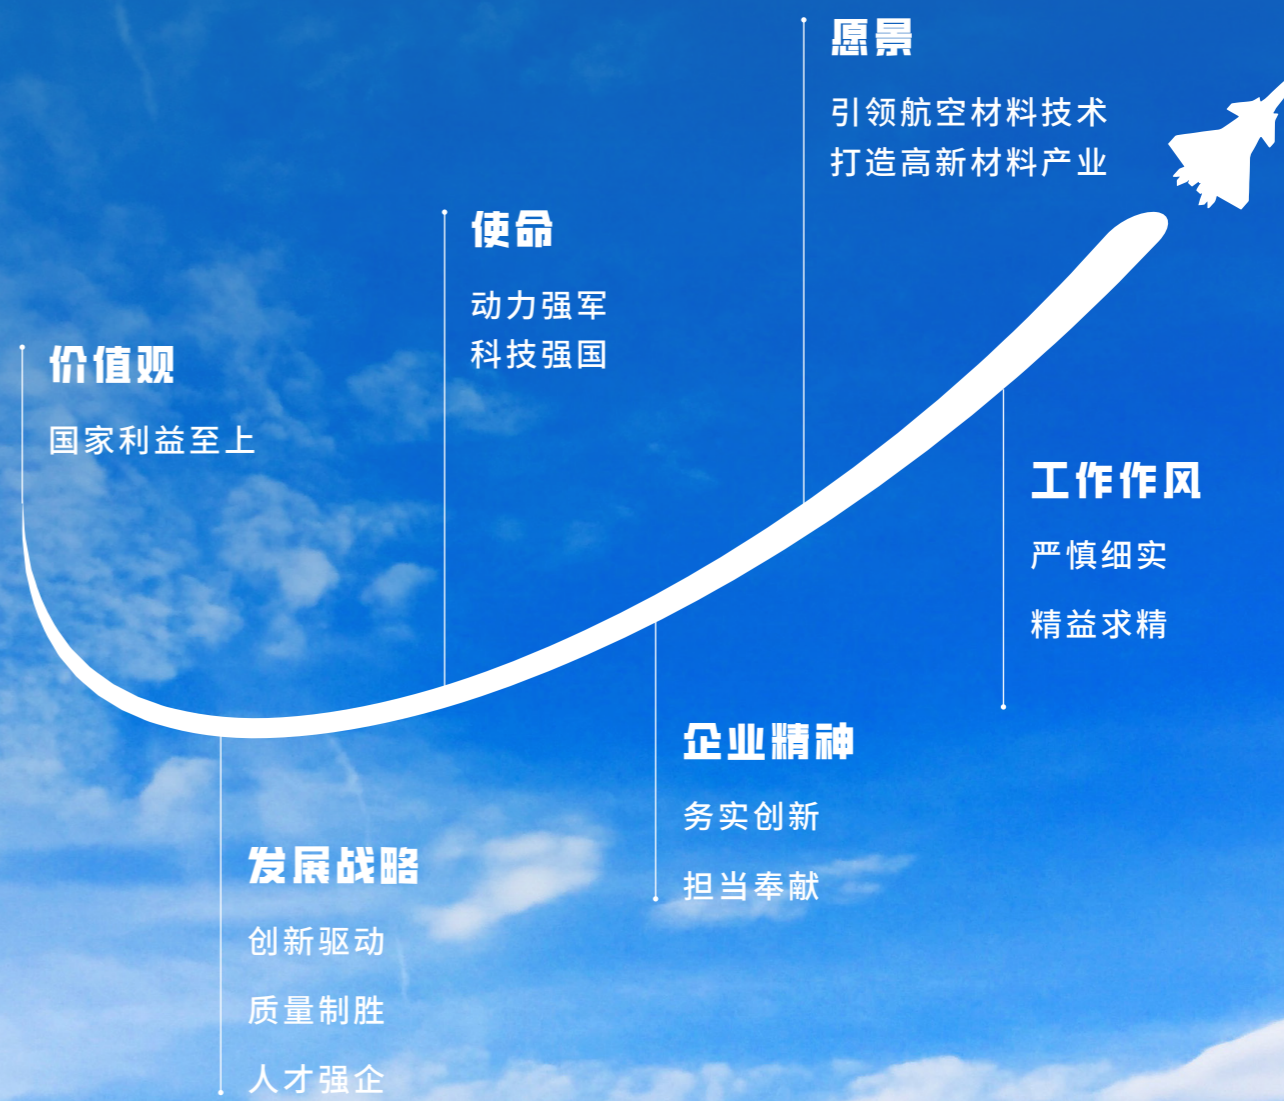 价值观
国家利益至上
发展战略
创新驱动
质量制胜
人才强企
使命
动力强军
科技强国
企业精神
务实创新
担当奉献
愿景
引领航空材料技术
打造高新材料产业
工作作风
严慎细实
精益求精